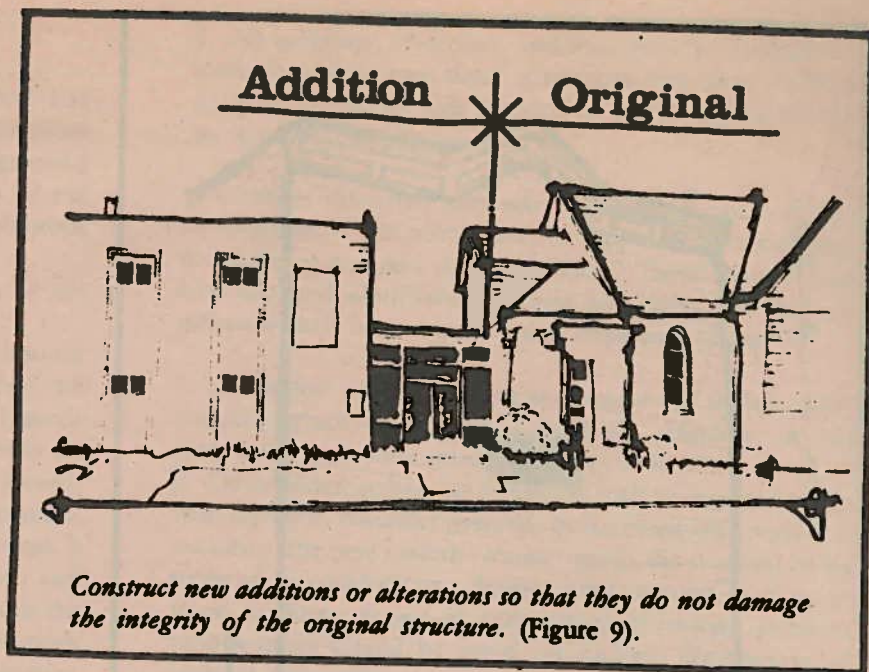 Addition Original
Construct new additions or alterations so that they do not damage
the integrity of the original structure. (Figure 9).